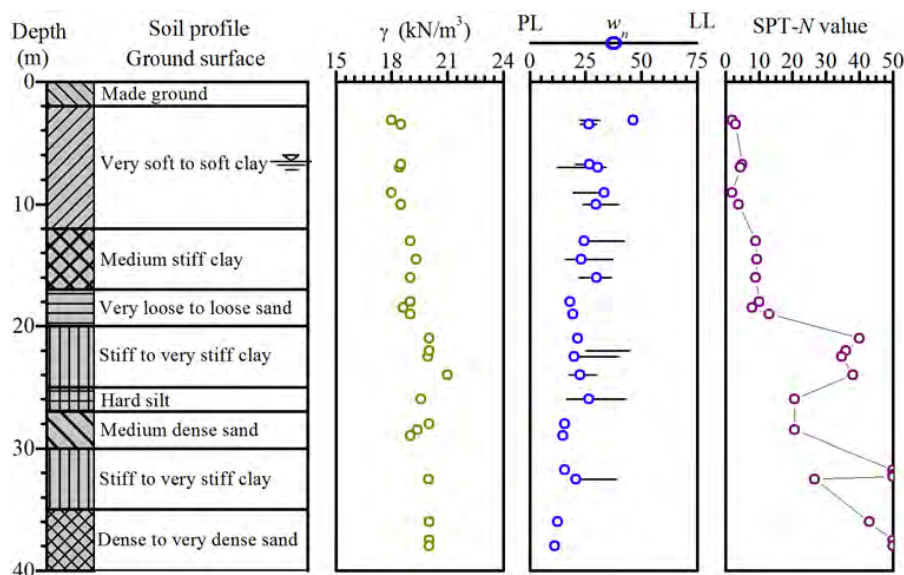 Depth
(m)
Soil profile
Ground surface
γ (kN/m³)
PL wₙ LL
SPT-N value
15 18 21 24
0 25 50 75
0 10 20 30 40 50
0
10
20
30
40
Made ground
Very soft to soft clay
Medium stiff clay
Very loose to loose sand
Stiff to very stiff clay
Hard silt
Medium dense sand
Stiff to very stiff clay
Dense to very dense sand